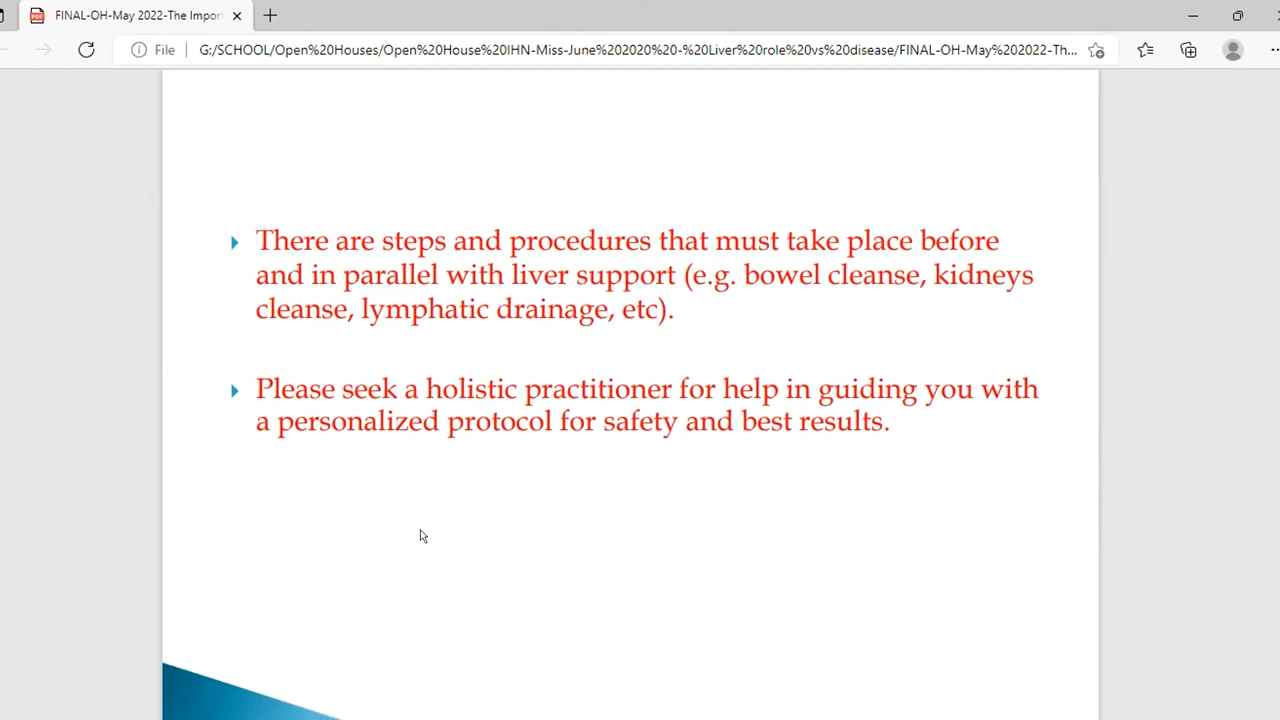 FINAL-OH-May 2022-The Impor
File
G:/SCHOOL/Open%20Houses/Open%20House%20IHN-Miss-June%202020%20-%20Liver%20role%20vs%20disease/FINAL-OH-May%202022-Th...
There are steps and procedures that must take place before
and in parallel with liver support (e.g. bowel cleanse, kidneys
cleanse, lymphatic drainage, etc).
Please seek a holistic practitioner for help in guiding you with
a personalized protocol for safety and best results.